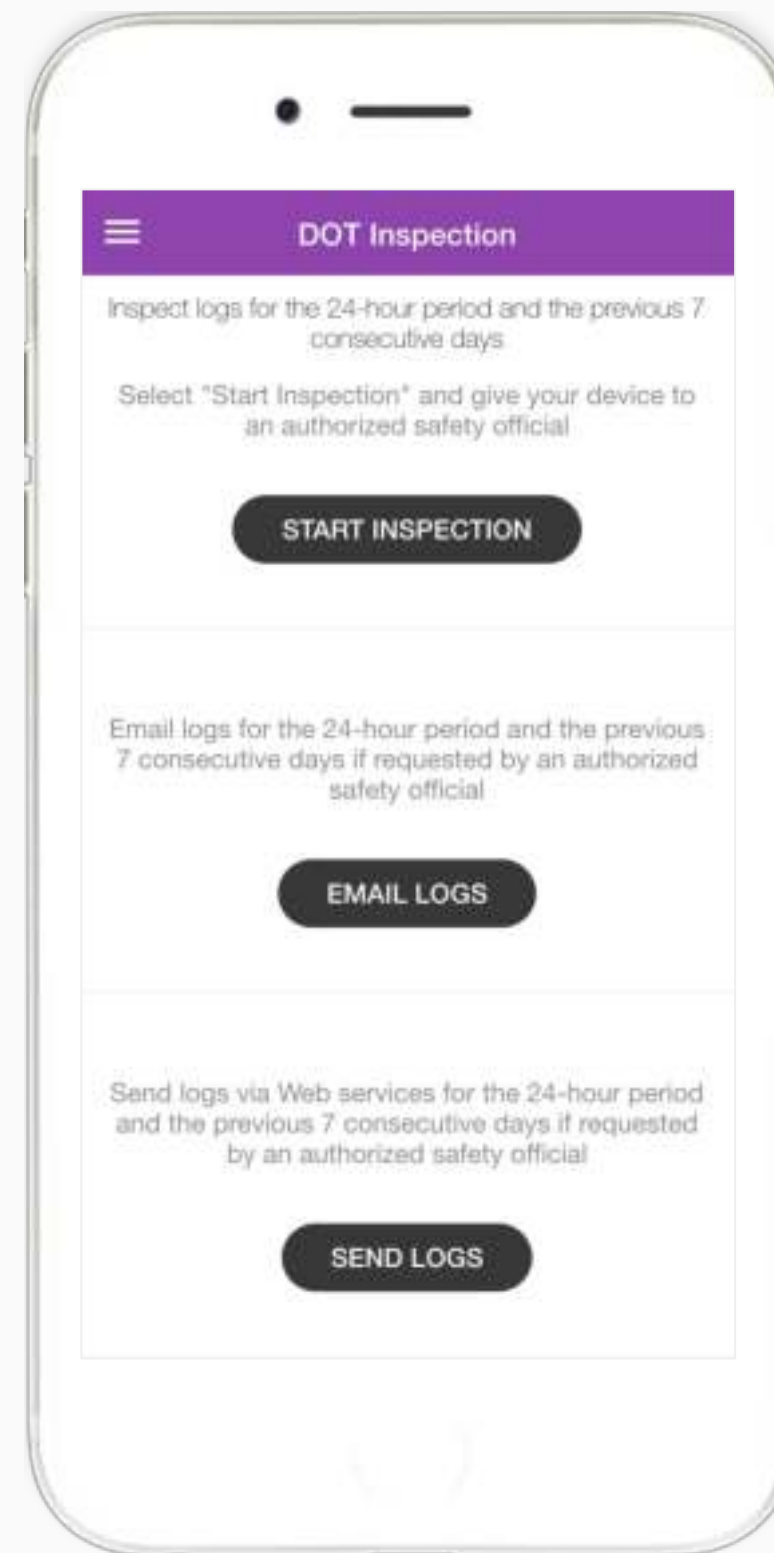 DOT Inspection
Inspect logs for the 24-hour period and the previous 7
consecutive days
Select "Start Inspection" and give your device to
an authorized safety official
START INSPECTION
Email logs for the 24-hour period and the previous
7 consecutive days if requested by an authorized
safety official
EMAIL LOGS
Send logs via Web services for the 24-hour period
and the previous 7 consecutive days if requested
by an authorized safety official
SEND LOGS